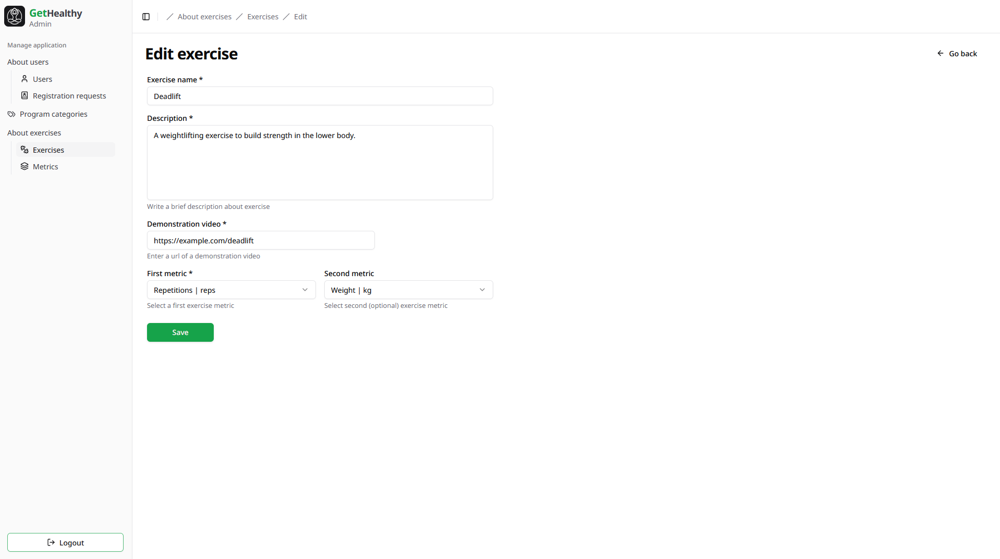 GetHealthy
Admin
Manage application
About users
Users
Registration requests
Program categories
About exercises
Exercises
Metrics
Logout
About exercises
Exercises
Edit
Edit exercise
Go back
Exercise name *
Deadlift
Description *
A weightlifting exercise to build strength in the lower body.
Write a brief description about exercise
Demonstration video *
https://example.com/deadlift
Enter a url of a demonstration video
First metric *
Repetitions | reps
Select a first exercise metric
Second metric
Weight | kg
Select second (optional) exercise metric
Save